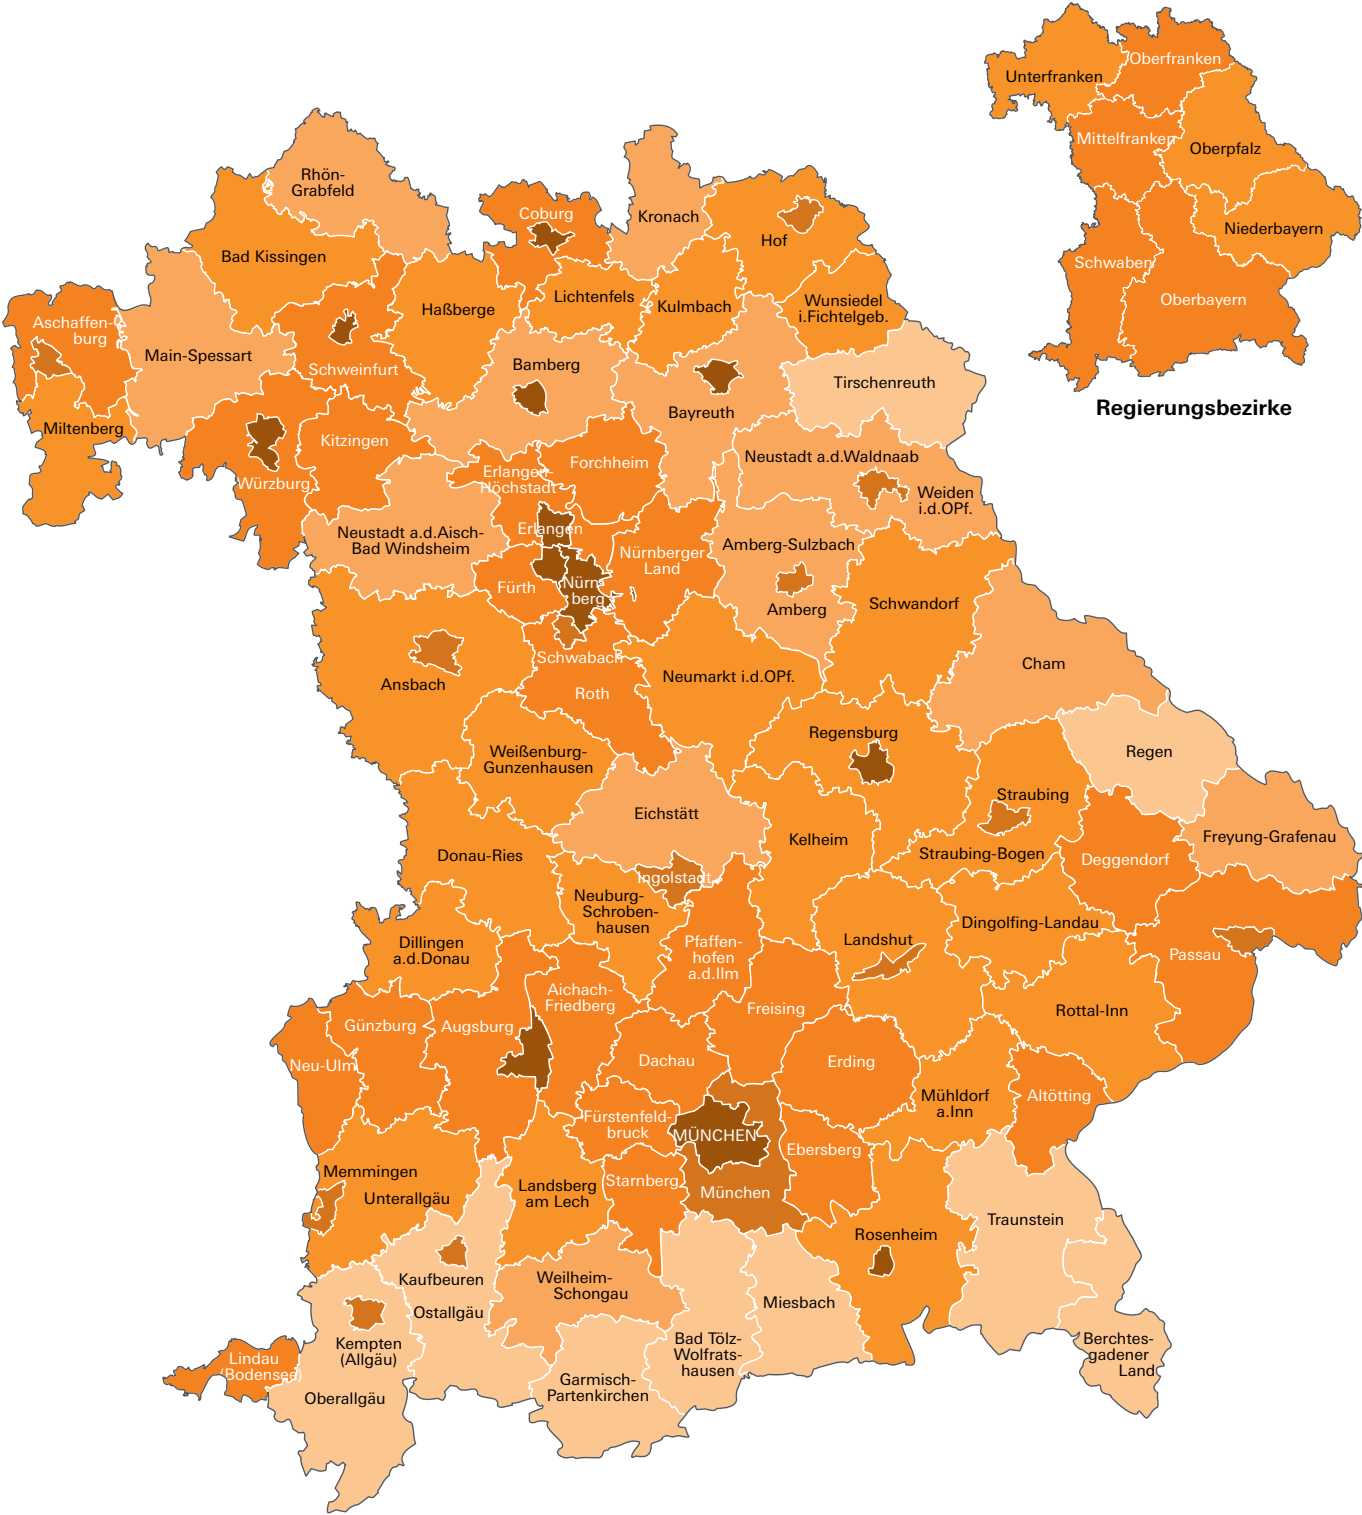 Unterfranken
Oberfranken
Mittelfranken
Oberpfalz
Niederbayern
Schwaben
Oberbayern
Regierungsbezirke
Rhön-
Grabfeld
Coburg
Kronach
Hof
Bad Kissingen
Lichtenfels
Haßberge
Kulmbach
Wunsiedel
i.Fichtelgeb.
Aschaffen-
burg
Main-Spessart
Schweinfurt
Bamberg
Bayreuth
Tirschenreuth
Miltenberg
Kitzingen
Würzburg
Forchheim
Erlangen-
Höchstadt
Neustadt a.d.Waldnaab
Weiden
i.d.OPf.
Neustadt a.d.Aisch-
Bad Windsheim
Erlangen
Nürnberger
Land
Amberg-Sulzbach
Fürth
Nürn-
berg
Amberg
Schwandorf
Ansbach
Schwabach
Roth
Neumarkt i.d.OPf.
Cham
Weißenburg-
Gunzenhausen
Regensburg
Regen
Eichstätt
Straubing
Kelheim
Straubing-Bogen
Deggendorf
Freyung-Grafenau
Donau-Ries
Ingolstadt
Neuburg-
Schroben-
hausen
Dingolfing-Landau
Dillingen
a.d.Donau
Pfaffen-
hofen
a.d.Ilm
Landshut
Passau
Aichach-
Friedberg
Freising
Rottal-Inn
Günzburg
Augsburg
Neu-Ulm
Dachau
Erding
Mühldorf
a.Inn
Altötting
Fürstenfeld-
bruck
MÜNCHEN
Ebersberg
Memmingen
Unterallgäu
Landsberg
am Lech
Starnberg
München
Traunstein
Rosenheim
Kaufbeuren
Weilheim-
Schongau
Ostallgäu
Miesbach
Kempten
(Allgäu)
Bad Tölz-
Wolfrats-
hausen
Berchtes-
gadener
Land
Lindau
(Bodensee)
Oberallgäu
Garmisch-
Partenkirchen